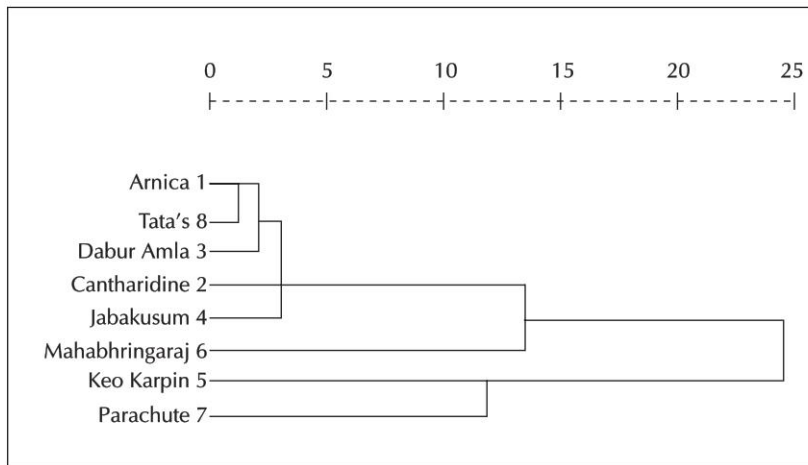 0 5 10 15 20 25
Arnica 1
Tata’s 8
Dabur Amla 3
Cantharidine 2
Jabakusum 4
Mahabhringaraj 6
Keo Karpin 5
Parachute 7